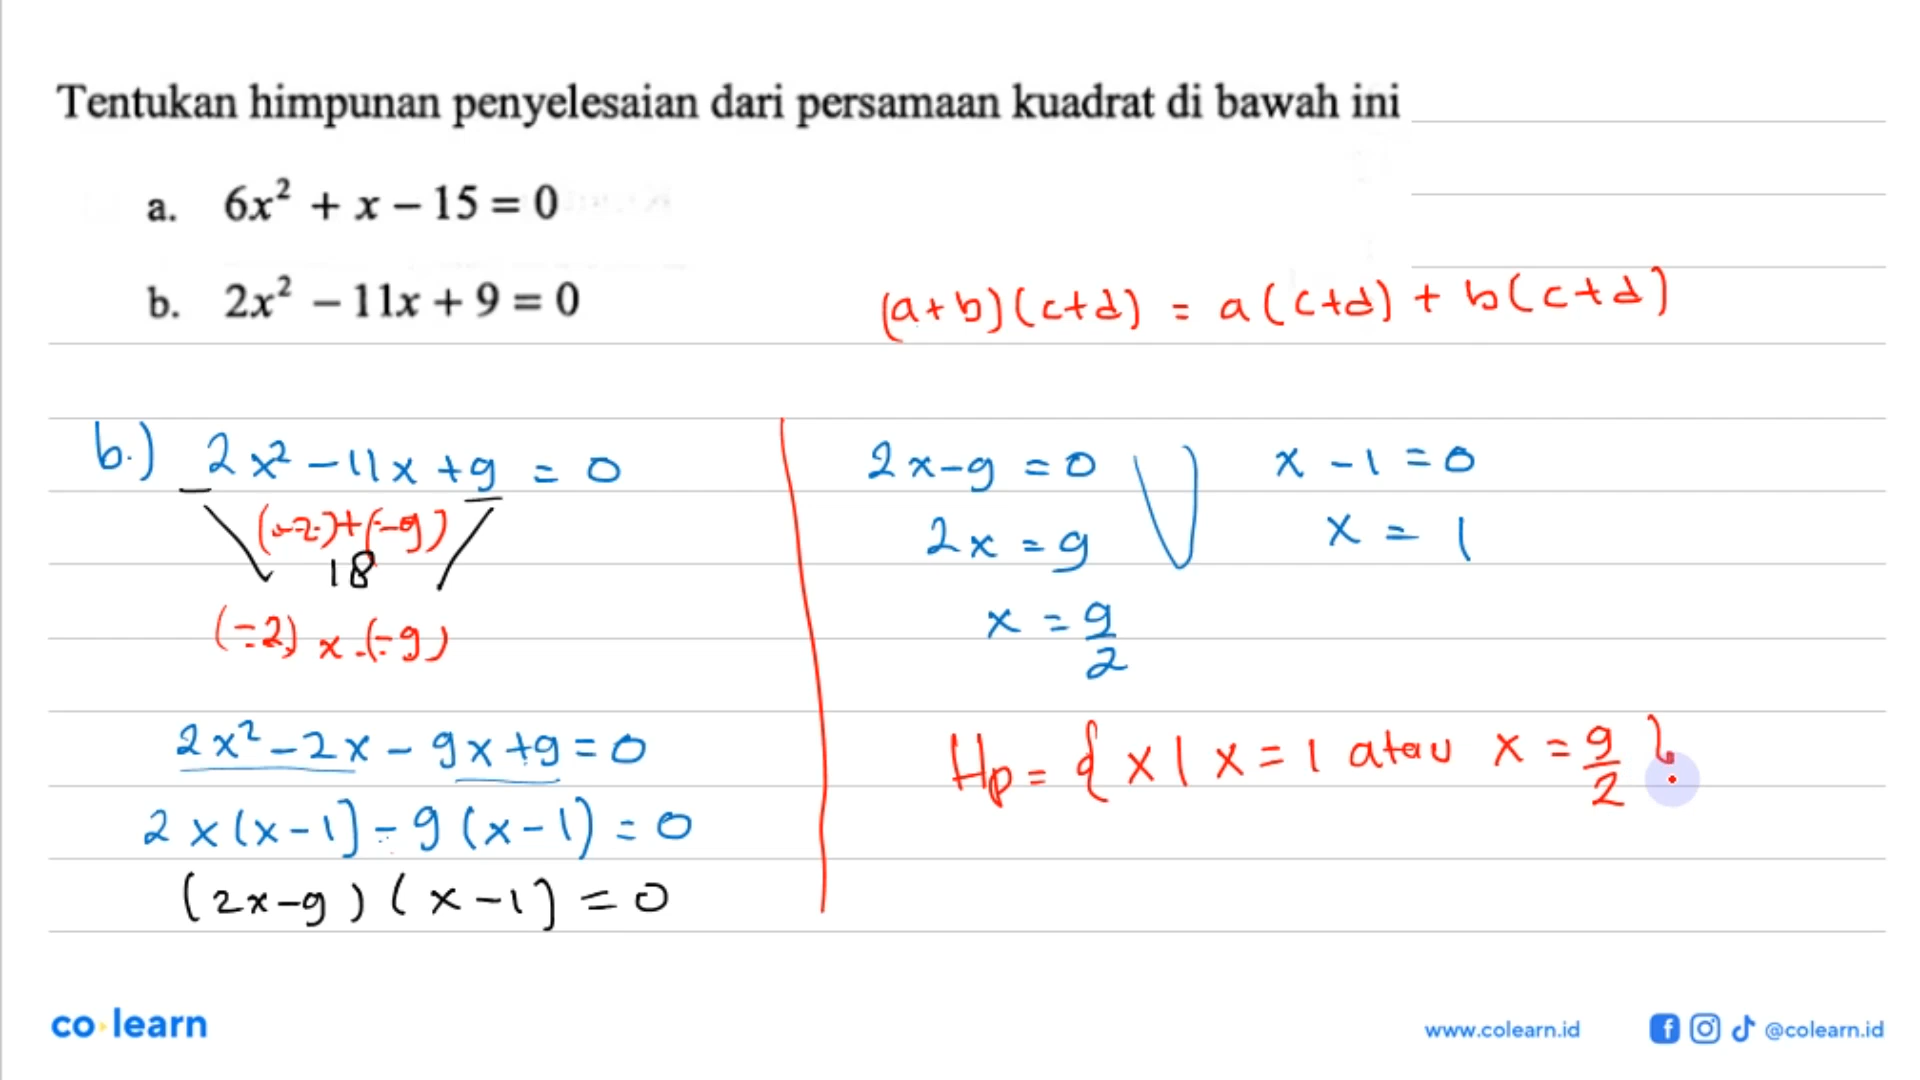 Tentukan himpunan penyelesaian dari persamaan kuadrat di bawah ini
a. 6x² + x − 15 = 0
b. 2x² − 11x + 9 = 0
(a+b)(c+d) = a(c+d) + b(c+d)
b.) 2x² − 11x + 9 = 0
(-2)+(-9)
18
(-2) x (-9)
2x² − 2x − 9x + 9 = 0
2x(x−1) − 9(x−1) = 0
(2x−9)(x−1) = 0
2x−9 = 0 V x − 1 = 0
2x = 9 x = 1
x = 9/2
Hp = {x | x = 1 atau x = 9/2}
co learn
www.colearn.id @colearn.id